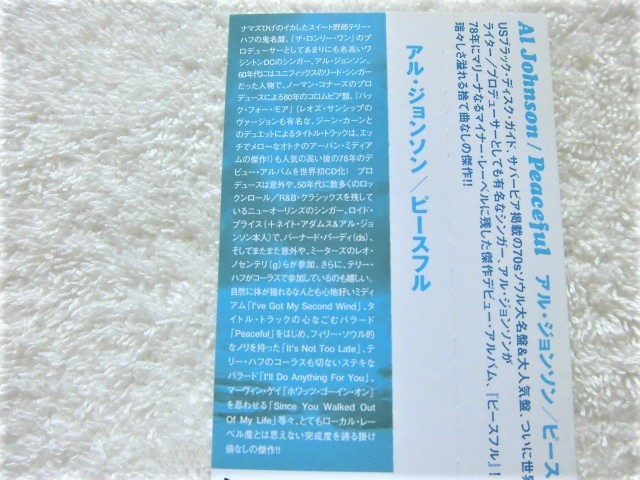 Al Johnson / Peaceful アル・ジョンソン/ピース
USブラック・ディスク・ガイド、サバービア掲載の70sソウル大名盤&大人気盤、ついに世界
ライター/プロデューサーとしても有名なシンガー、アル・ジョンソンが
78年にマリーナなるマイナー・レーベルに残した傑作デビュー・アルバム、『ピースフル』!
瑞々しさ溢れる捨て曲なしの傑作!!
アル・ジョンソン/ピースフル
ナマズひげのイカしたスイート野郎テリー・
ハフの鬼名盤、『ザ・ロンリー・ワン』のプ
ロデューサーとしてあまりにも名高いワ
シントンDCのシンガー、アル・ジョンソン。
60年代にはユニフィックスのリード・シンガー
だった人物で、ノーマン・コナーズのプロ
デュースによる80年のコロムビア盤、『バッ
ク・フォー・モア』(レオズ・サンシップのヴ
ァージョンも有名な、ジーン・カーンと
のデュエットによるタイトル・トラックは、エッ
チでメローなオトナのアーバン・ミディア
ムの傑作!)も人気の高い彼の78年のデ
ビュー・アルバムを世界初CD化! プロ
デュースは意外や、50年代に数多くのロッ
クンロール/R&B・クラシックスを残して
いるニューオーリンズのシンガー、ロイド・
プライス(+ネイト・アダムス&アル・ジョ
ンソン本人)で、バーナード・パーディ(ds)、
そしてまたまた意外や、ミーターズのレオ・
ノセンテリ(g)らが参加。さらに、テリー・
ハフがコーラスで参加しているのも嬉しい。
自然に体が揺れるなんとも心地好いミディ
アム「I've Got My Second Wind」、タ
イトル・トラックの心なごむバラード
「Peaceful」をはじめ、フィリー・ソウル的
なノリを持った「It's Not Too Late」、テ
リー・ハフのコーラスも切ないステキな
バラード「I'll Do Anything For You」、
マーヴィン・ゲイ「ホワッツ・ゴーイン・オン」
を思わせる「Since You Walked Out
Of My Life」等々、とてもローカル・レー
ベル産とは思えない完成度を誇る掛け
値なしの傑作!!